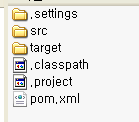 .settings
src
target
.classpath
.project
pom.xml